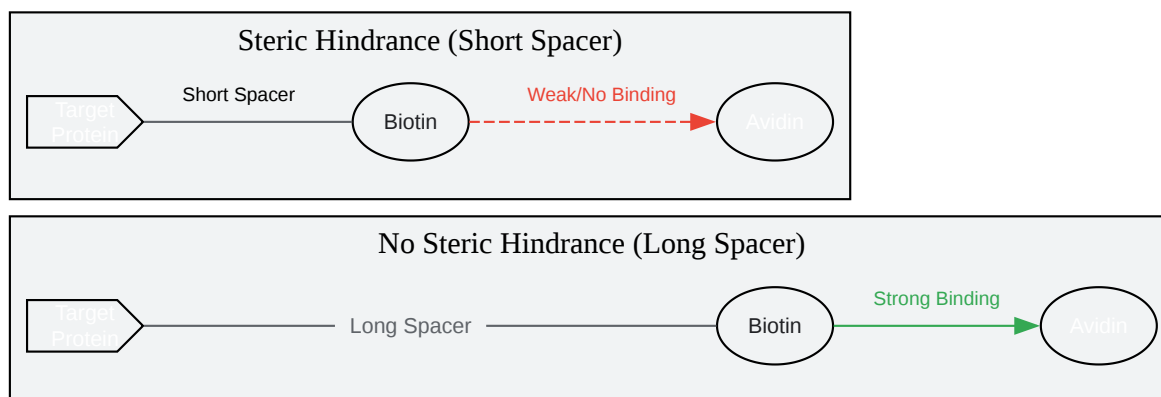 Steric Hindrance (Short Spacer)
Target
Protein
Short Spacer
Biotin
Weak/No Binding
Avidin
No Steric Hindrance (Long Spacer)
Target
Protein
Long Spacer
Biotin
Strong Binding
Avidin